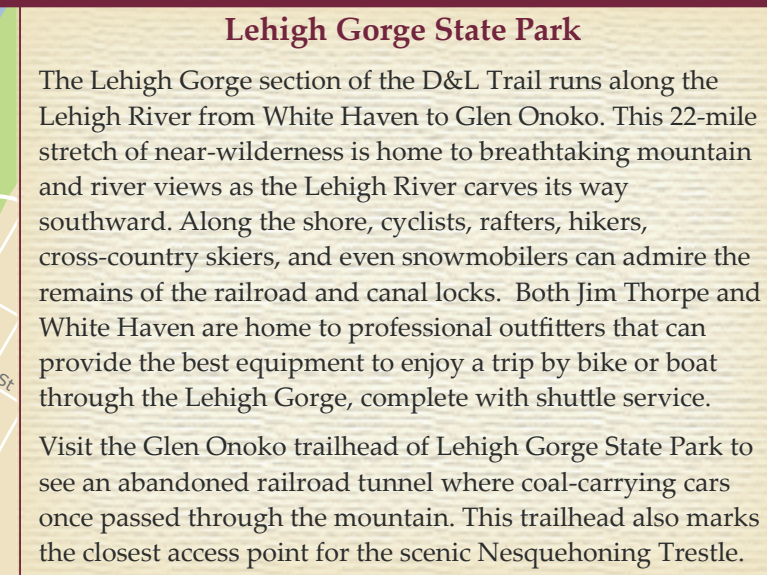 Lehigh Gorge State Park
The Lehigh Gorge section of the D&L Trail runs along the
Lehigh River from White Haven to Glen Onoko. This 22-mile
stretch of near-wilderness is home to breathtaking mountain
and river views as the Lehigh River carves its way
southward. Along the shore, cyclists, rafters, hikers,
cross-country skiers, and even snowmobilers can admire the
remains of the railroad and canal locks.  Both Jim Thorpe and
White Haven are home to professional outfitters that can
provide the best equipment to enjoy a trip by bike or boat
through the Lehigh Gorge, complete with shuttle service.
Visit the Glen Onoko trailhead of Lehigh Gorge State Park to
see an abandoned railroad tunnel where coal-carrying cars
once passed through the mountain. This trailhead also marks
the closest access point for the scenic Nesquehoning Trestle.
St